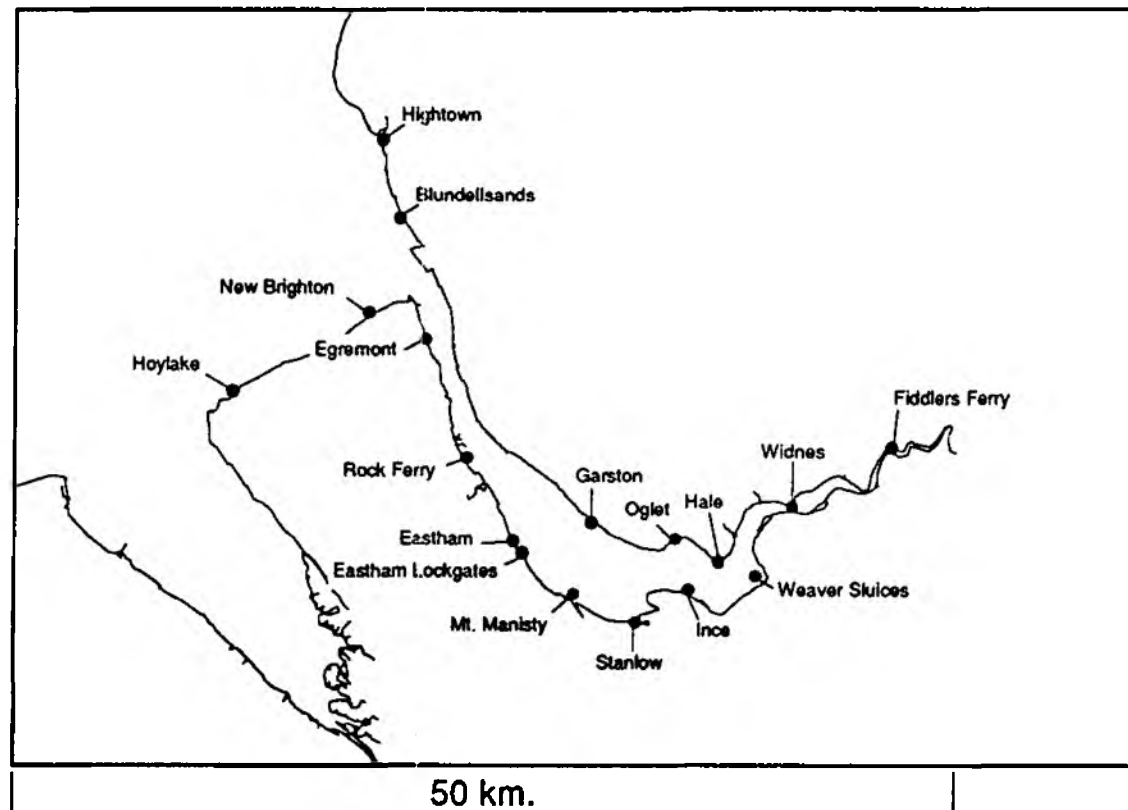 Hightown
Blundellsands
New Brighton
Egremont
Hoylake
Fiddlers Ferry
Widnes
Rock Ferry
Garston
Oglet
Hale
Eastham
Eastham Lockgates
Weaver Sluices
Mt. Manisty
Ince
Stanlow
50 km.